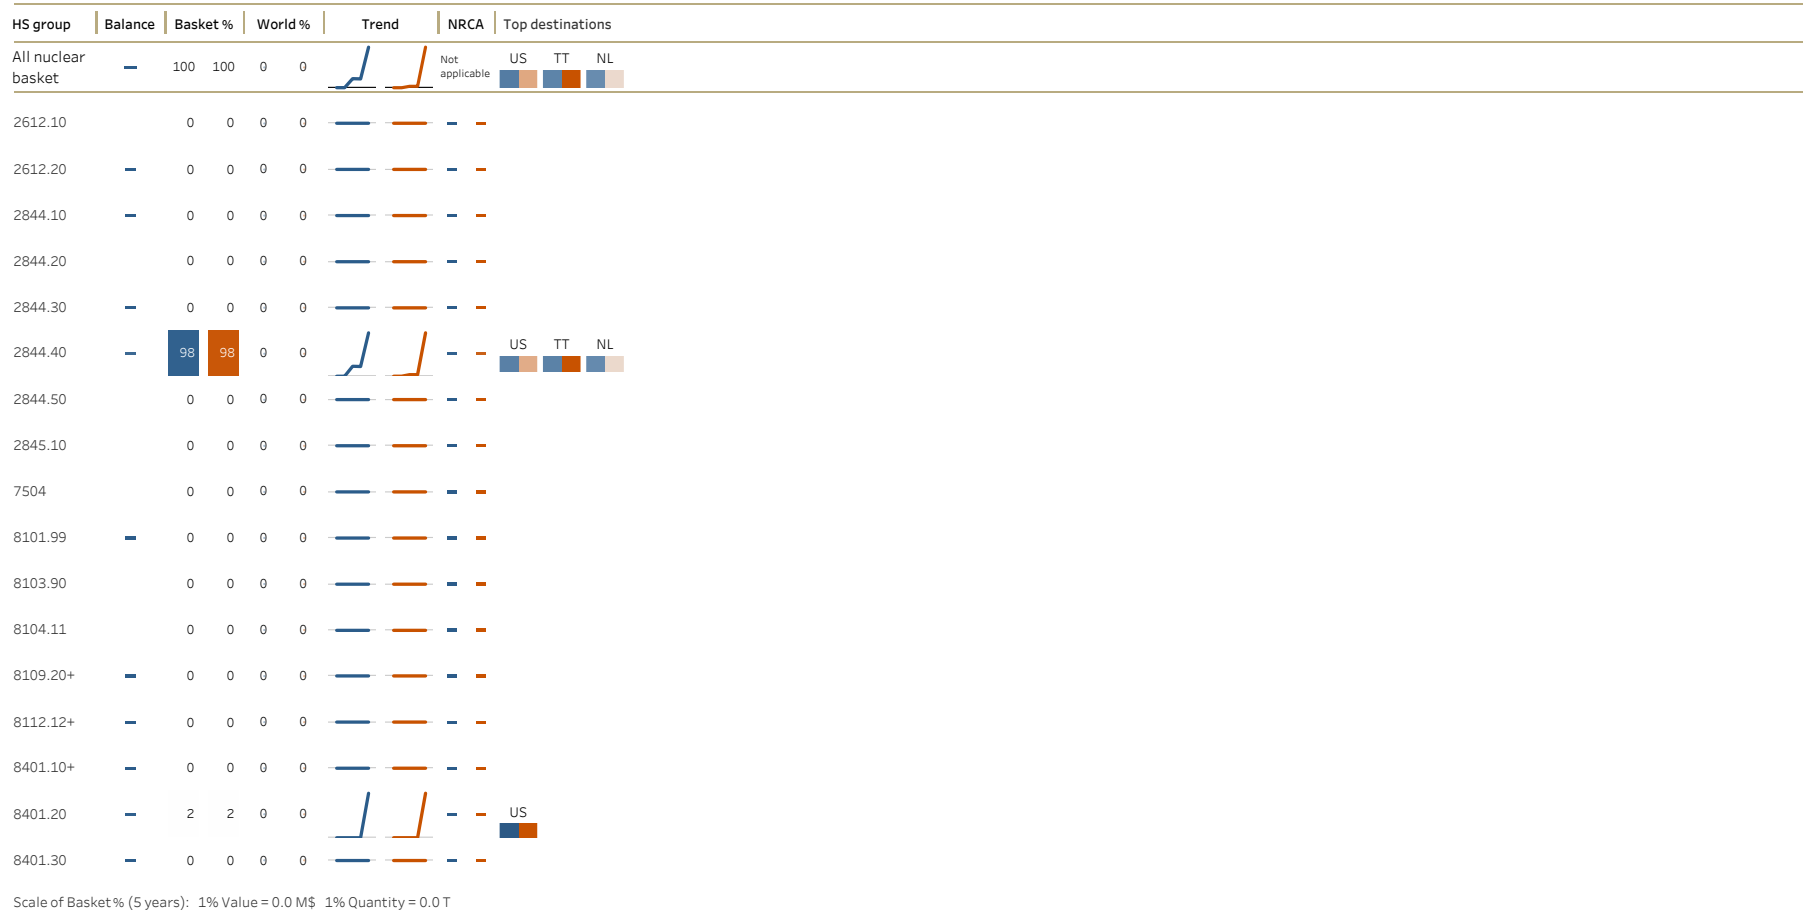 HS group Balance Basket % World % Trend NRCA Top destinations
All nuclear basket 100 100 0 0 Not applicable US TT NL
2612.10 0 0 0 0
2612.20 0 0 0 0
2844.10 0 0 0 0
2844.20 0 0 0 0
2844.30 0 0 0 0
2844.40 98 98 0 0 US TT NL
2844.50 0 0 0 0
2845.10 0 0 0 0
7504 0 0 0 0
8101.99 0 0 0 0
8103.90 0 0 0 0
8104.11 0 0 0 0
8109.20+ 0 0 0 0
8112.12+ 0 0 0 0
8401.10+ 0 0 0 0
8401.20 2 2 0 0 US
8401.30 0 0 0 0
Scale of Basket% (5 years): 1% Value = 0.0 M$ 1% Quantity = 0.0 T